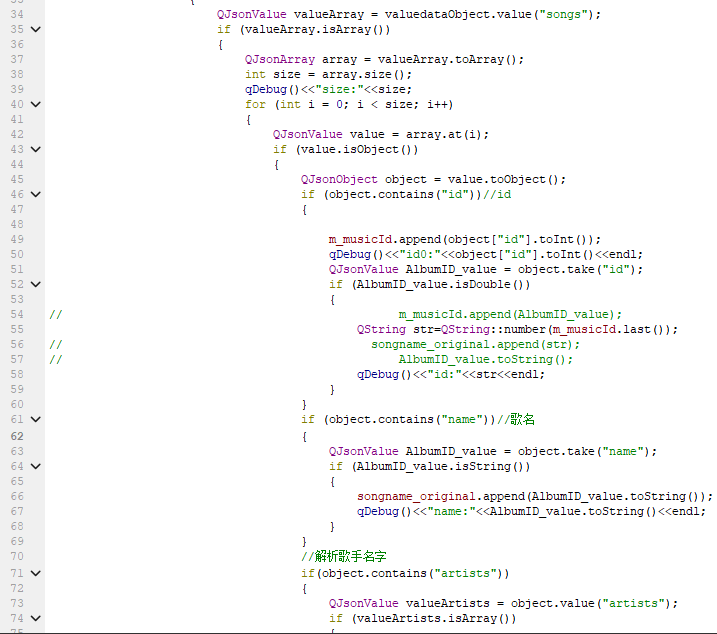 33 {
34 QJsonValue valueArray = valuedataObject.value("songs");
35 if (valueArray.isArray())
36 {
37 QJsonArray array = valueArray.toArray();
38 int size = array.size();
39 qDebug()<<"size:"<<size;
40 for (int i = 0; i < size; i++)
41 {
42 QJsonValue value = array.at(i);
43 if (value.isObject())
44 {
45 QJsonObject object = value.toObject();
46 if (object.contains("id"))//id
47 {
48
49 m_musicId.append(object["id"].toInt());
50 qDebug()<<"id0:"<<object["id"].toInt()<<endl;
51 QJsonValue AlbumID_value = object.take("id");
52 if (AlbumID_value.isDouble())
53 {
54 // m_musicId.append(AlbumID_value);
55 QString str=QString::number(m_musicId.last());
56 // songname_original.append(str);
57 // AlbumID_value.toString();
58 qDebug()<<"id:"<<str<<endl;
59 }
60 }
61 if (object.contains("name"))//歌名
62 {
63 QJsonValue AlbumID_value = object.take("name");
64 if (AlbumID_value.isString())
65 {
66 songname_original.append(AlbumID_value.toString());
67 qDebug()<<"name:"<<AlbumID_value.toString()<<endl;
68 }
69 }
70 //解析歌手名字
71 if(object.contains("artists"))
72 {
73 QJsonValue valueArtists = object.value("artists");
74 if (valueArtists.isArray())
75 {